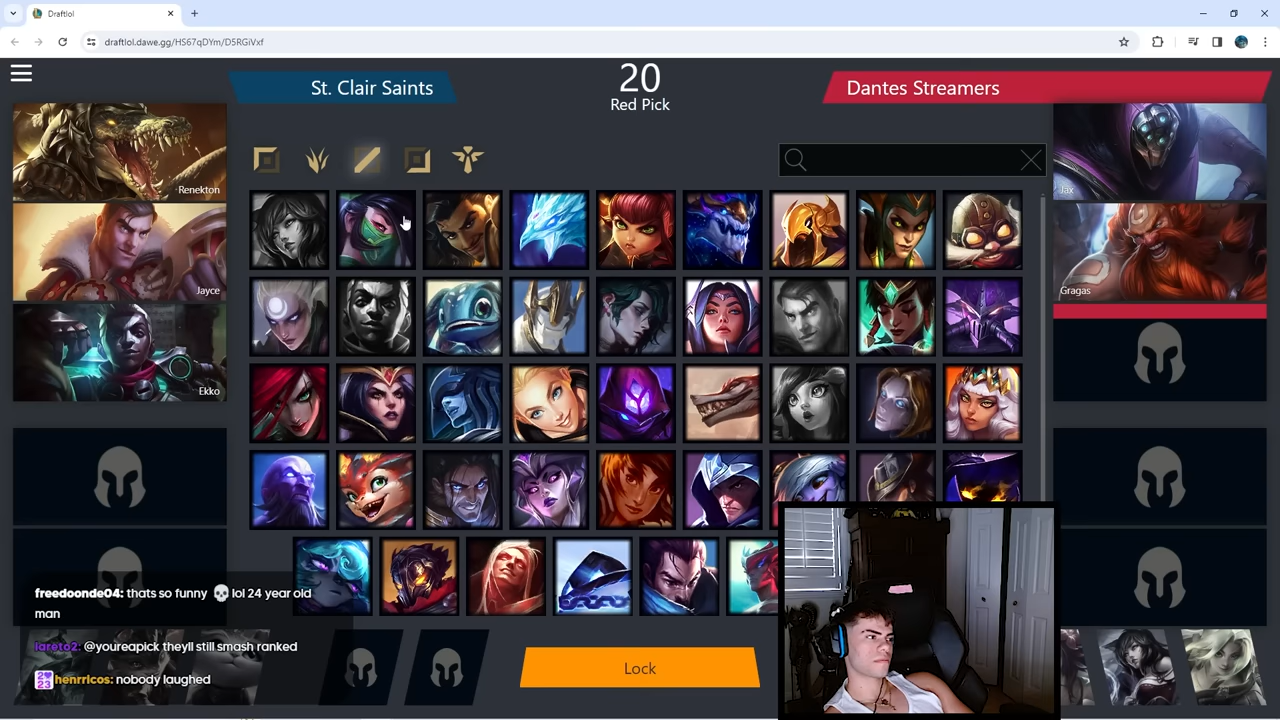 Draftlol
draftlol.dawe.gg/HS67qDYm/D5RGiVxf
St. Clair Saints
20
Red Pick
Dantes Streamers
Renekton
Jayce
Ekko
Jax
Gragas
freedoonde04: thats so funny 💀 lol 24 year old
man
lareto2: @youreapick theyll still smash ranked
henrricos: nobody laughed
Lock